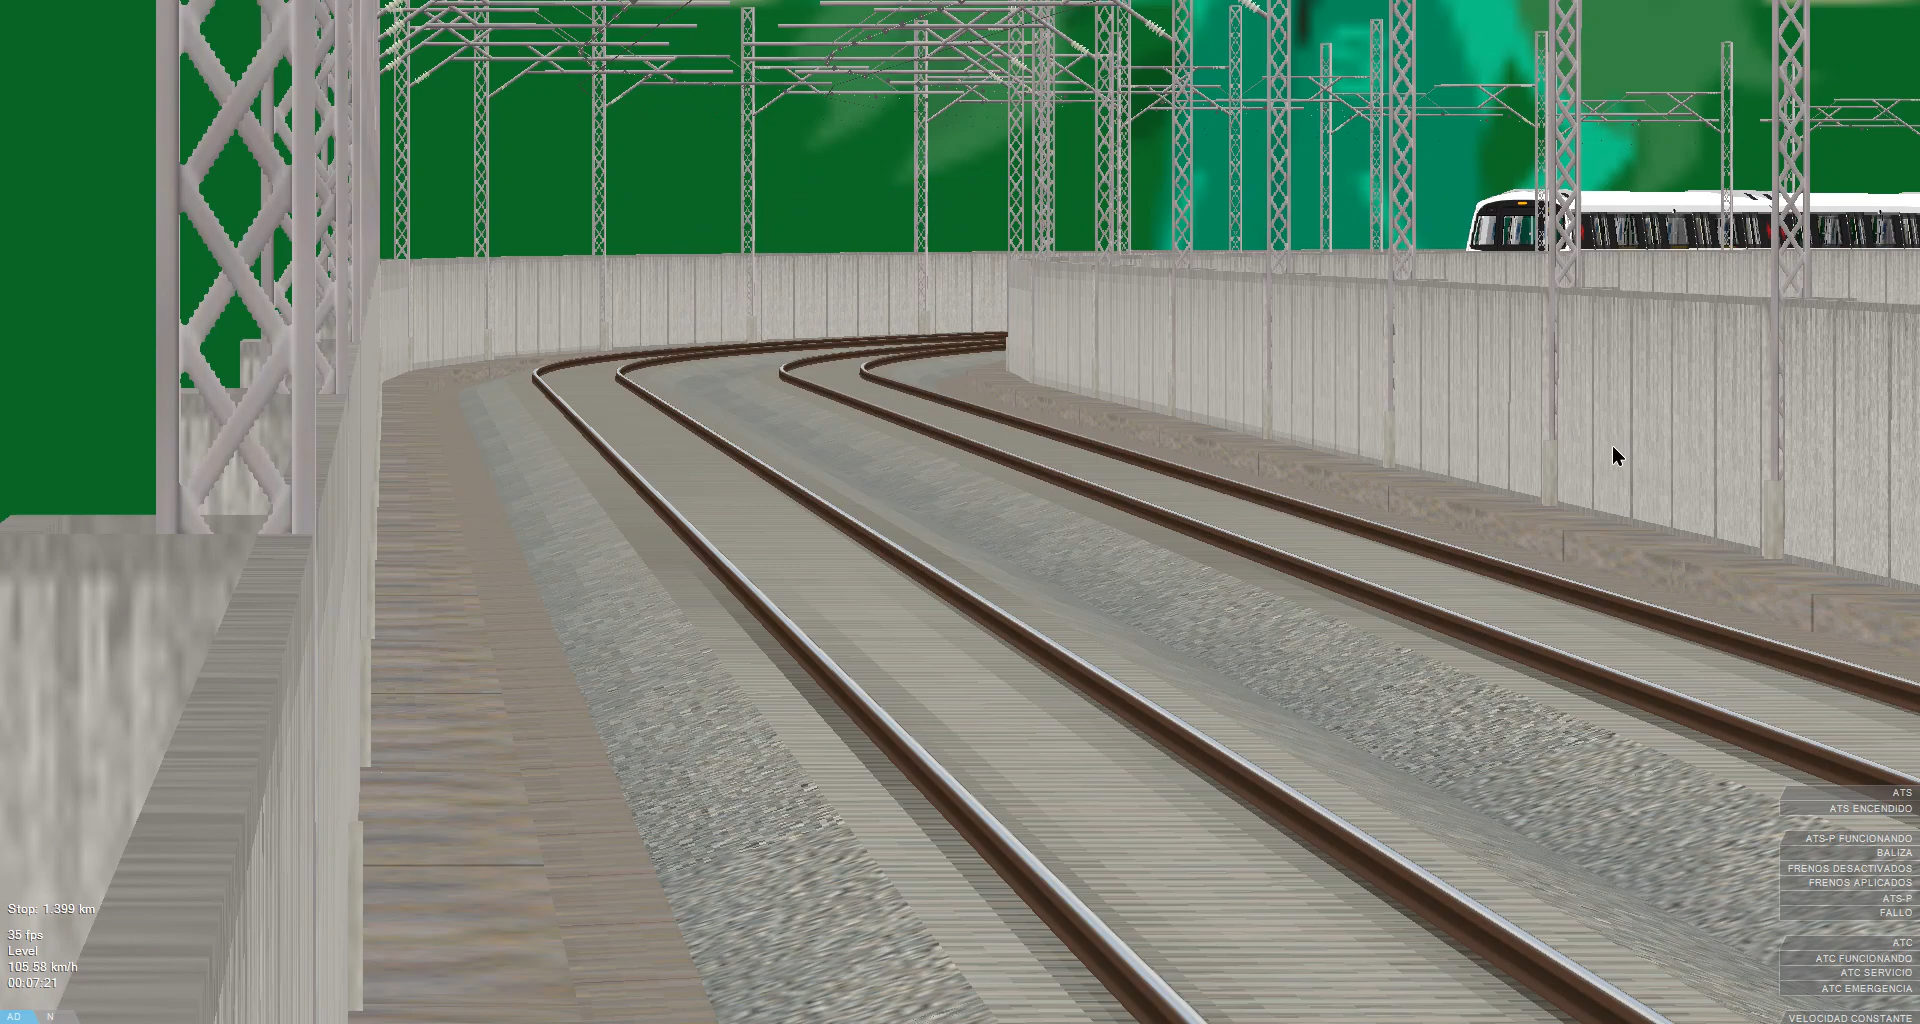 Stop: 1.399 km
35 fps
Level
105.58 km/h
00:07:21
AD N
ATS
ATS ENCENDIDO
ATS-P FUNCIONANDO
BALIZA
FRENOS DESACTIVADOS
FRENOS APLICADOS
ATS-P
FALLO
ATC
ATC FUNCIONANDO
ATC SERVICIO
ATC EMERGENCIA
VELOCIDAD CONSTANTE